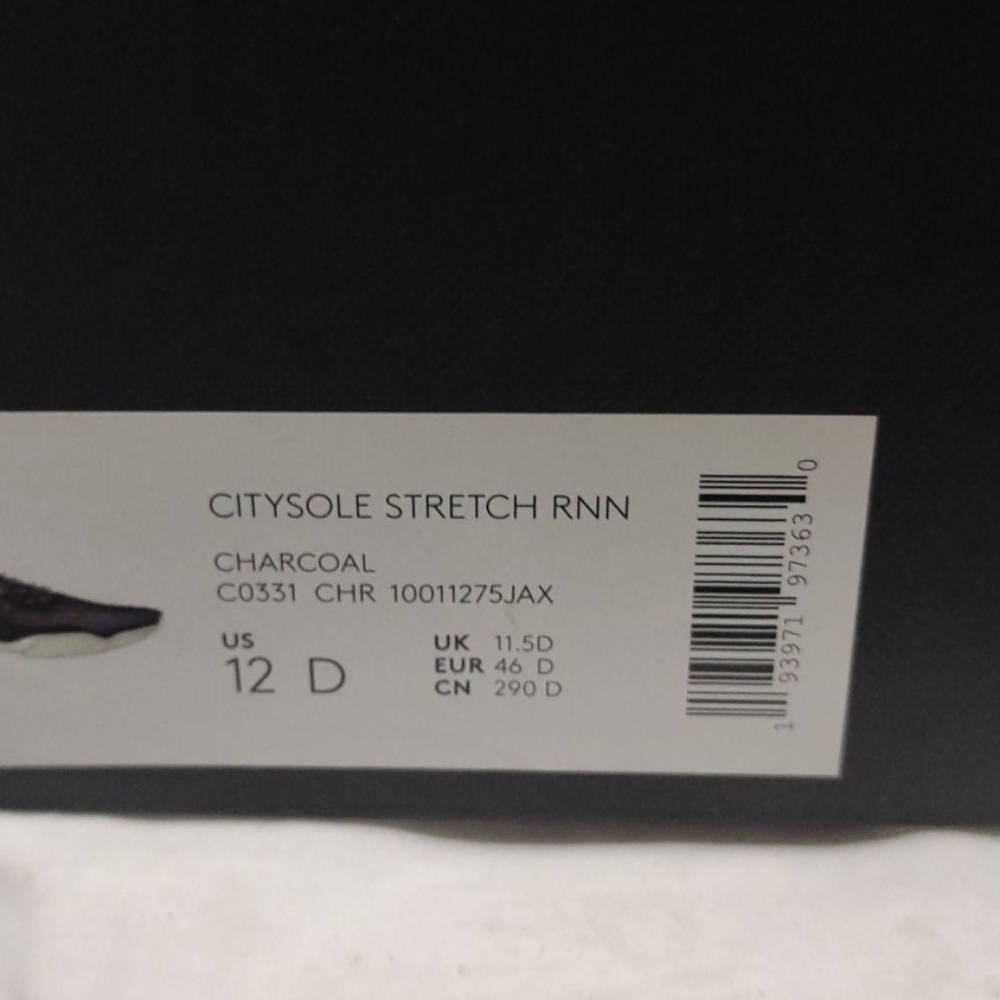 CITYSOLE STRETCH RNN
CHARCOAL
C0331 CHR 10011275JAX
US
12 D
UK 11.5D
EUR 46 D
CN 290 D
1 93971 97363 0